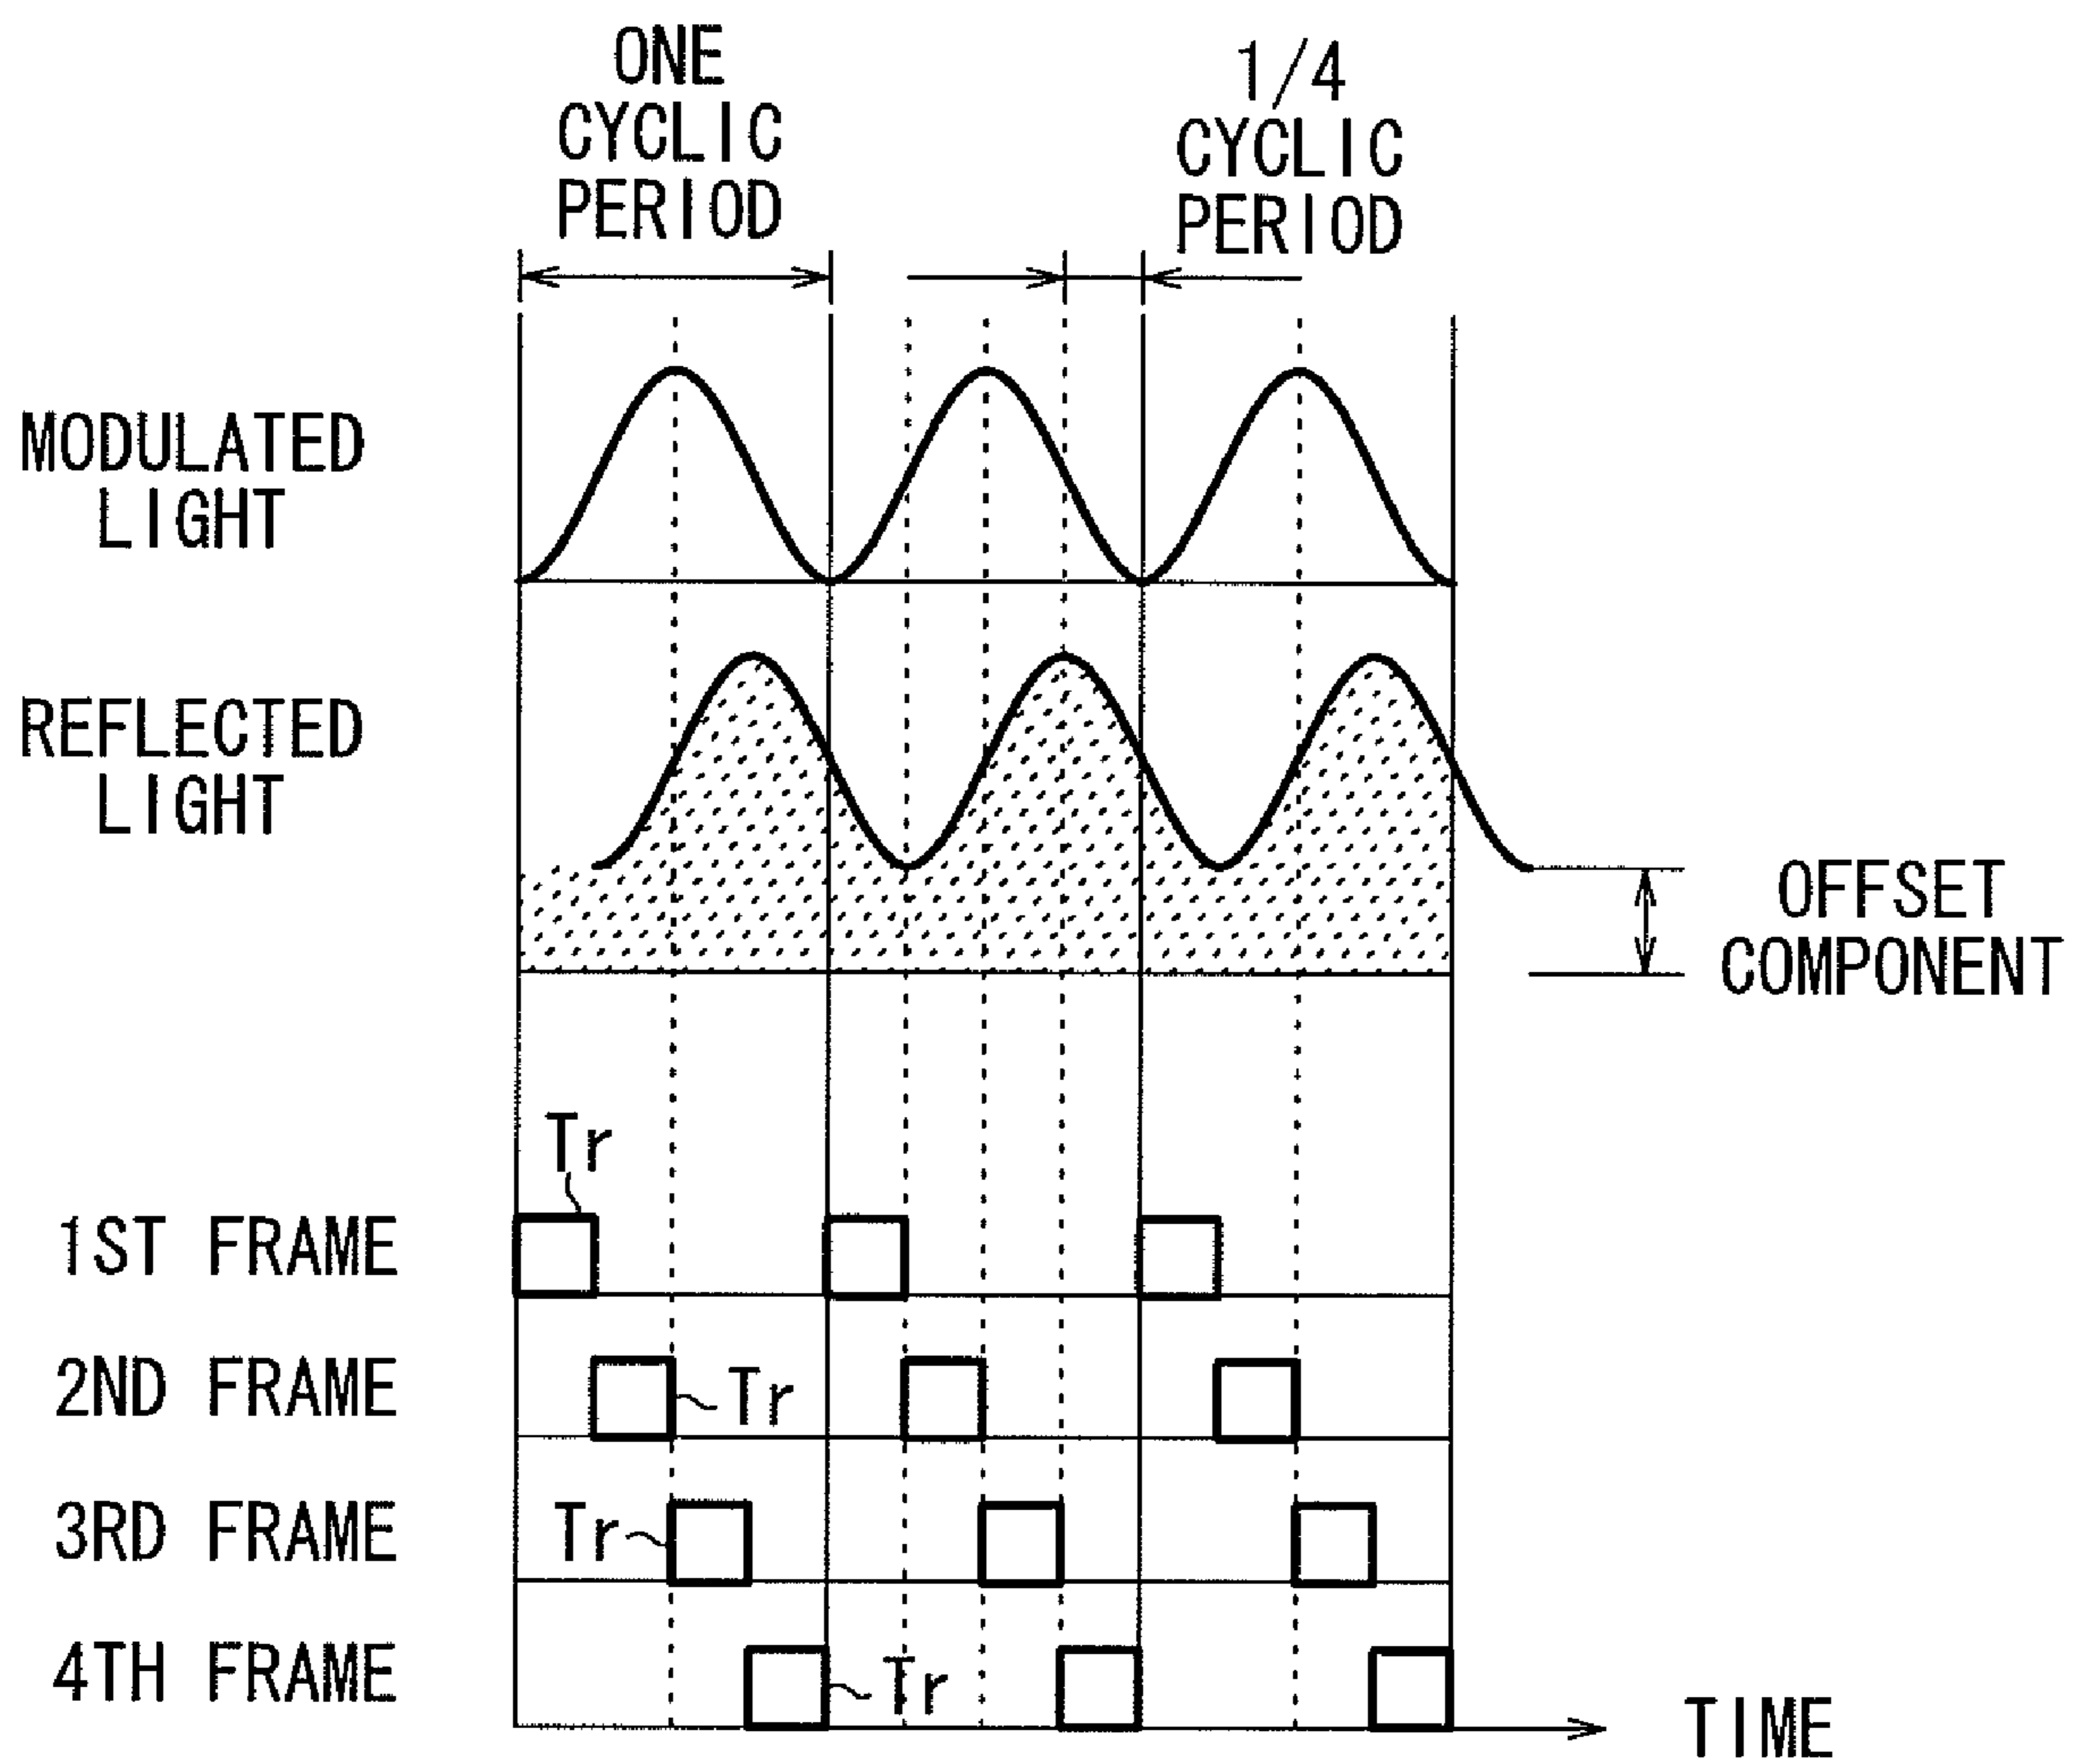 ONE
CYCLIC
PERIOD
1/4
CYCLIC
PERIOD
MODULATED
LIGHT
REFLECTED
LIGHT
OFFSET
COMPONENT
Tr
1ST FRAME
2ND FRAME
Tr
3RD FRAME
Tr
4TH FRAME
Tr
TIME